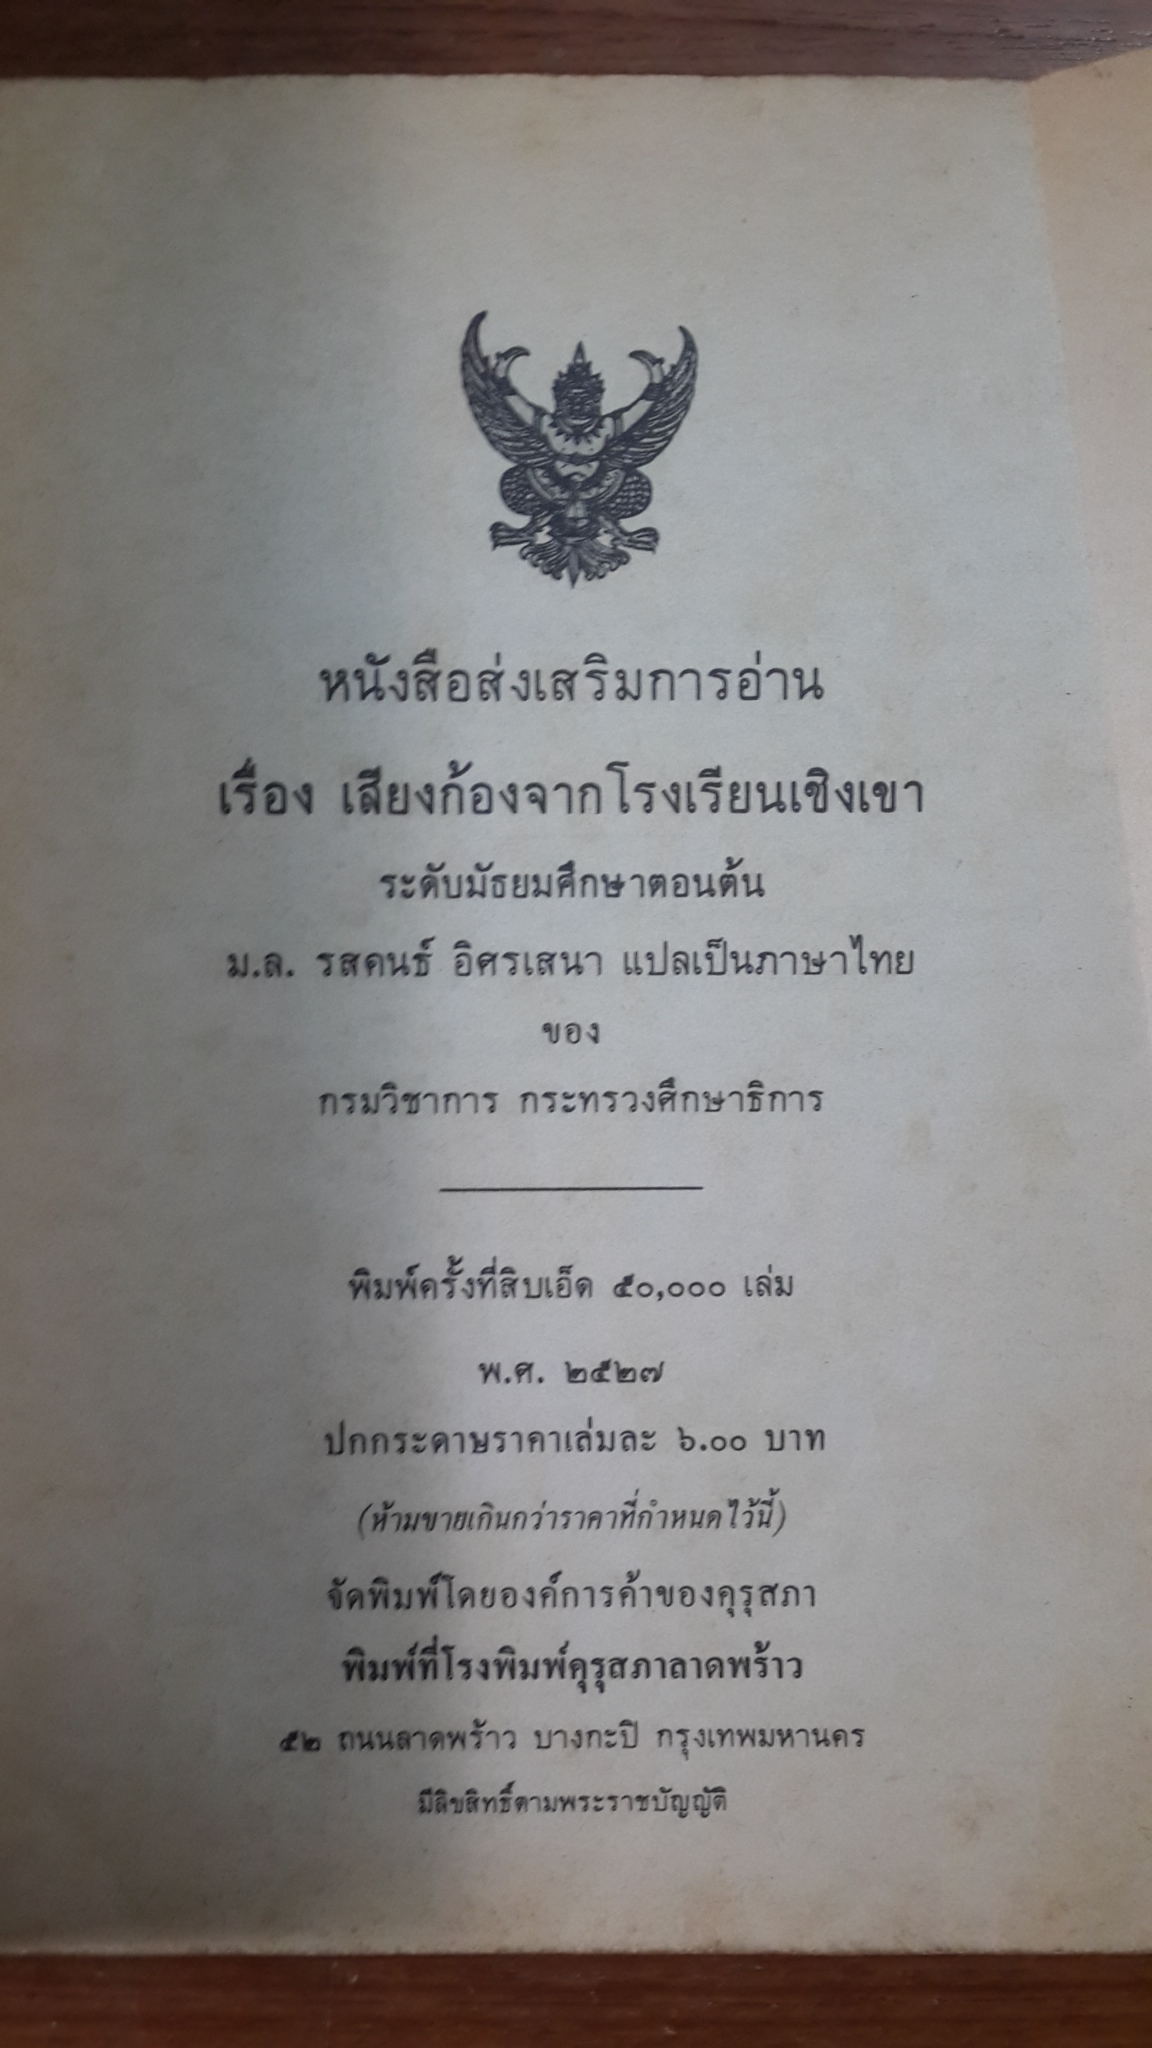 หนังสือส่งเสริมการอ่าน
เรื่อง เสียงก้องจากโรงเรียนเชิงเขา
ระดับมัธยมศึกษาตอนต้น
ม.ล. รสคนธ์ อิศรเสนา แปลเป็นภาษาไทย
ของ
กรมวิชาการ กระทรวงศึกษาธิการ
พิมพ์ครั้งที่สิบเอ็ด ๕๐,๐๐๐ เล่ม
พ.ศ. ๒๕๒๗
ปกกระดาษราคาเล่มละ ๖.๐๐ บาท
(ห้ามขายเกินกว่าราคาที่กำหนดไว้นี้)
จัดพิมพ์โดยองค์การค้าของคุรุสภา
พิมพ์ที่โรงพิมพ์คุรุสภาลาดพร้าว
๕๒ ถนนลาดพร้าว บางกะปิ กรุงเทพมหานคร
มีลิขสิทธิ์ตามพระราชบัญญัติ